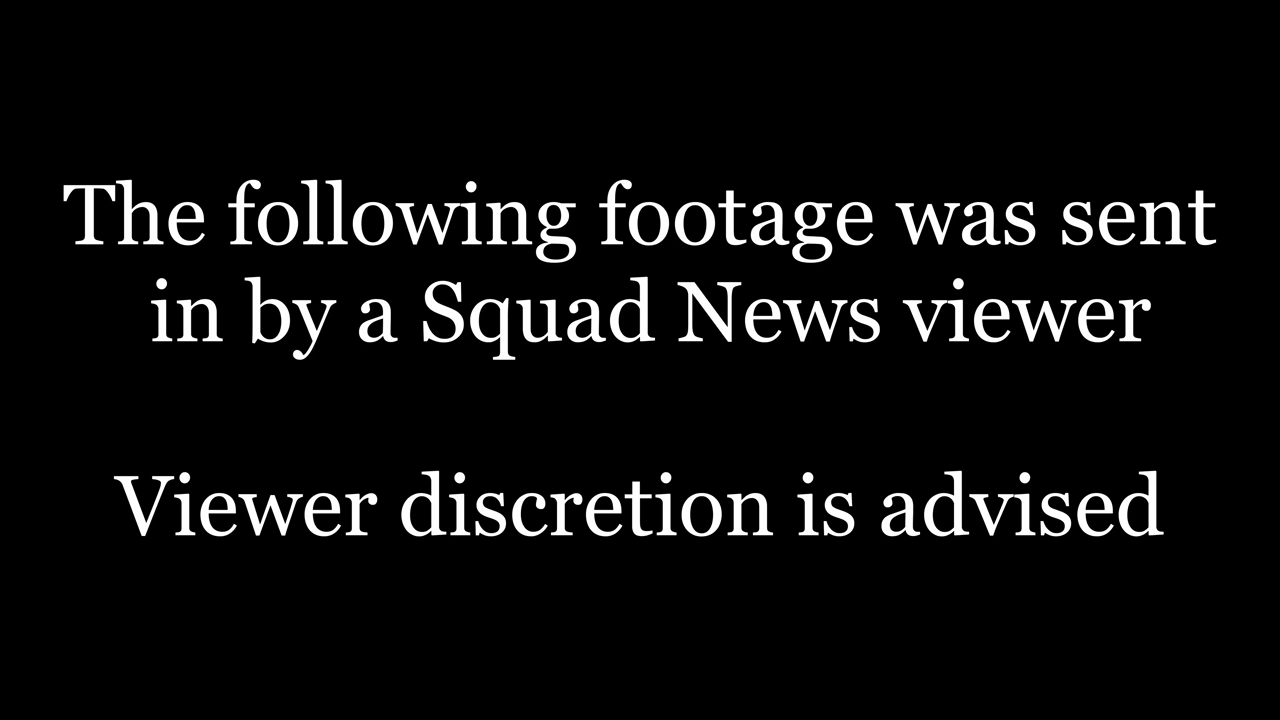 The following footage was sent
in by a Squad News viewer
Viewer discretion is advised